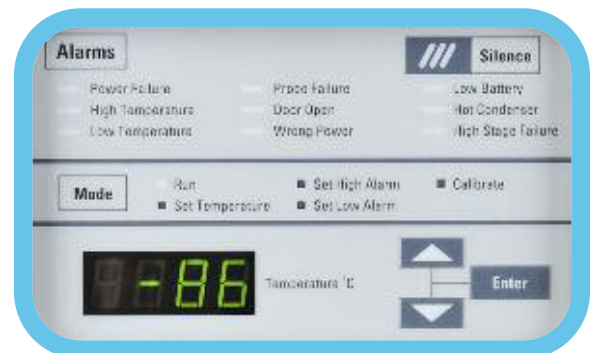 Alarms
Silence
Power Failure
Probe Failure
Low Battery
High Temperature
Door Open
Hot Condenser
Low Temperature
Wrong Power
High Stage Failure
Mode
Run
Set High Alarm
Calibrate
Set Temperature
Set Low Alarm
-86
Temperature °C
Enter